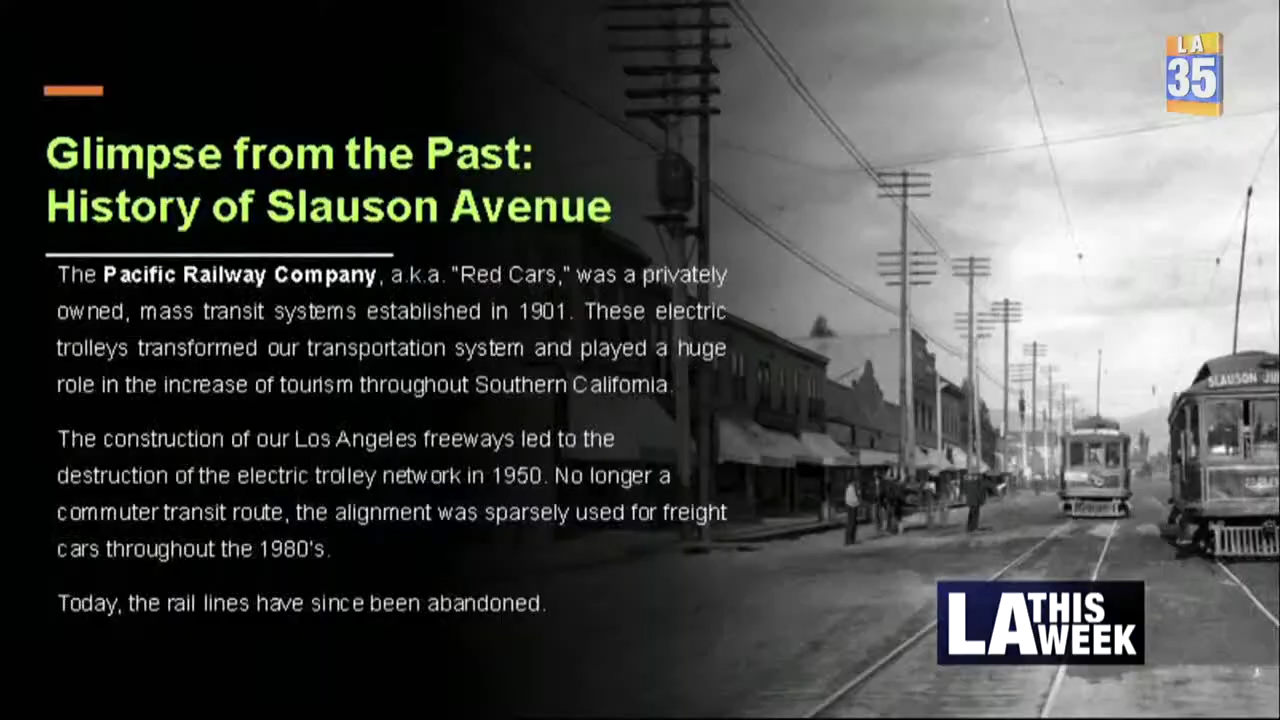 LA
35
Glimpse from the Past:
History of Slauson Avenue
The Pacific Railway Company, a.k.a. "Red Cars," was a privately
owned, mass transit systems established in 1901. These electric
trolleys transformed our transportation system and played a huge
role in the increase of tourism throughout Southern California.
The construction of our Los Angeles freeways led to the
destruction of the electric trolley network in 1950. No longer a
commuter transit route, the alignment was sparsely used for freight
cars throughout the 1980's.
Today, the rail lines have since been abandoned.
SLAUSON JU
LA THIS
WEEK